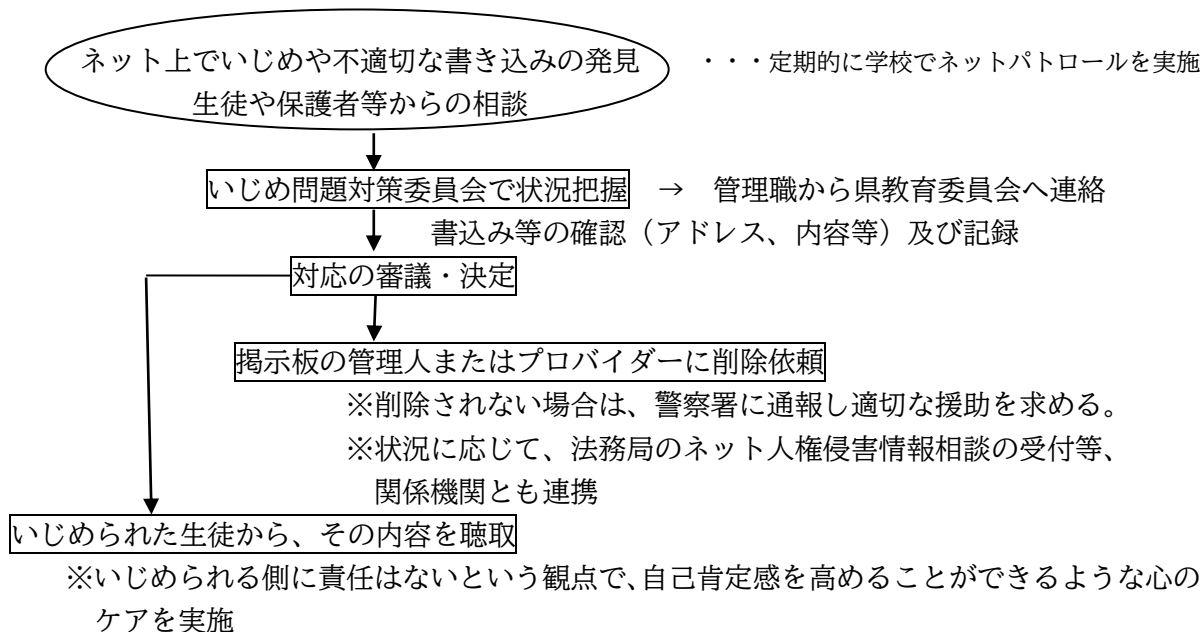 ネット上でいじめや不適切な書き込みの発見　・・・定期的に学校でネットパトロールを実施
生徒や保護者等からの相談
いじめ問題対策委員会で状況把握　→　管理職から県教育委員会へ連絡
書込み等の確認（アドレス、内容等）及び記録
対応の審議・決定
掲示板の管理人またはプロバイダーに削除依頼
※削除されない場合は、警察署に通報し適切な援助を求める。
※状況に応じて、法務局のネット人権侵害情報相談の受付等、
関係機関とも連携
いじめられた生徒から、その内容を聴取
※いじめられる側に責任はないという観点で、自己肯定感を高めることができるような心の
ケアを実施